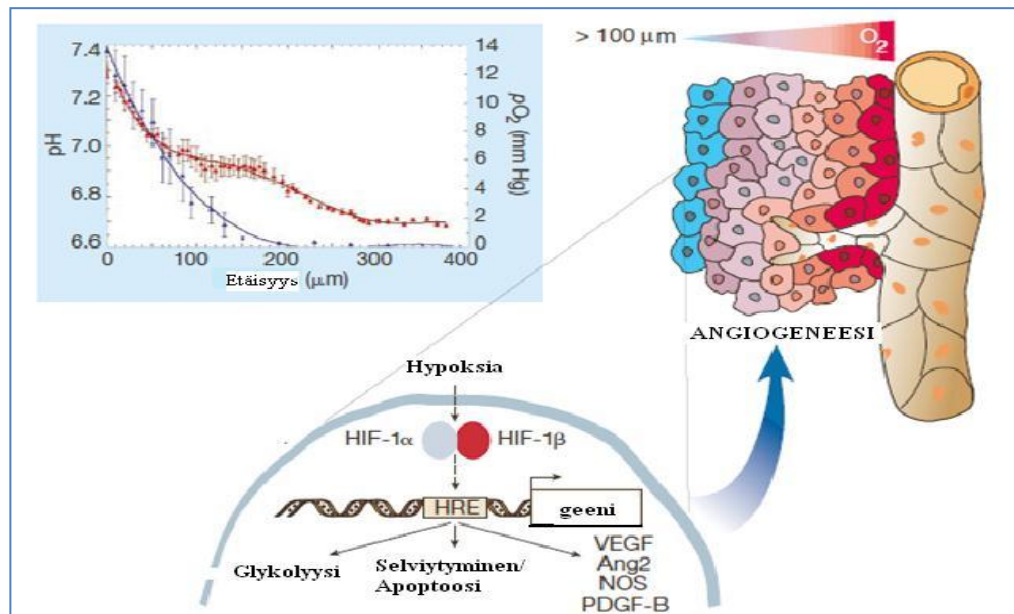 7.4
7.2
7.0
6.8
6.6
pH
14
12
10
8
6
4
2
0
pO₂ (mm Hg)
0
100
200
300
400
Etäisyys (μm)
> 100 μm
O₂
ANGIOGENEESI
Hypoksia
HIF-1α
HIF-1β
HRE
geeni
Glykolyysi
Selviytyminen/
Apoptoosi
VEGF
Ang2
NOS
PDGF-B